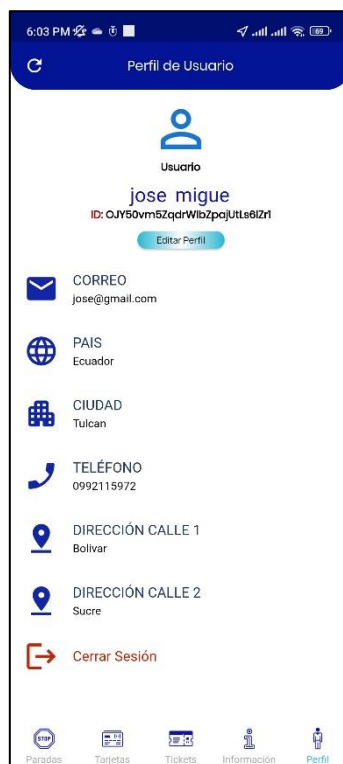 6:03 PM
69
Perfil de Usuario
Usuario
jose migue
ID: OJY50vm5ZqdrWlbZpajUtLs6lZr1
Editar Perfil
CORREO
jose@gmail.com
PAIS
Ecuador
CIUDAD
Tulcan
TELÉFONO
0992115972
DIRECCIÓN CALLE 1
Bolivar
DIRECCIÓN CALLE 2
Sucre
Cerrar Sesión
STOP
Paradas Tarjetas Tickets Información Perfil